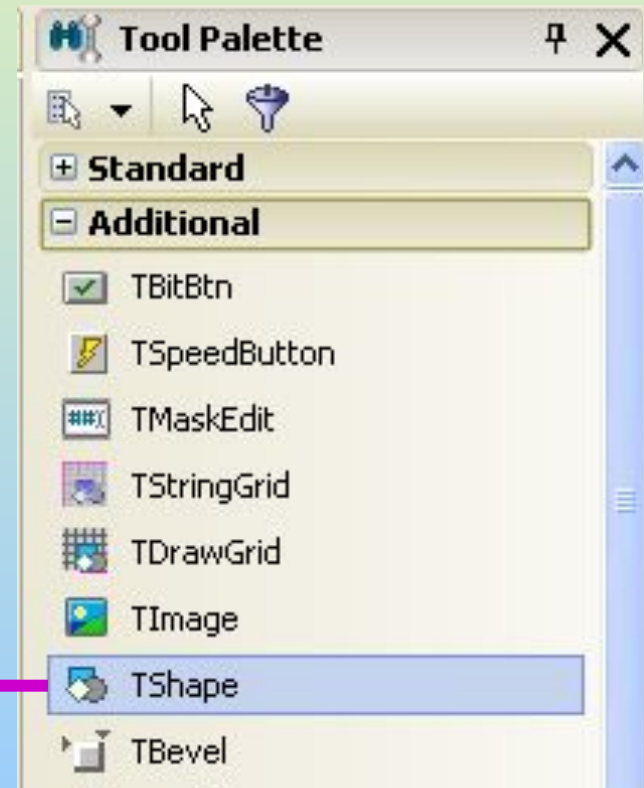 Tool Palette
Standard
Additional
TBitBtn
TSpeedButton
TMaskEdit
TStringGrid
TDrawGrid
TImage
TShape
TBevel